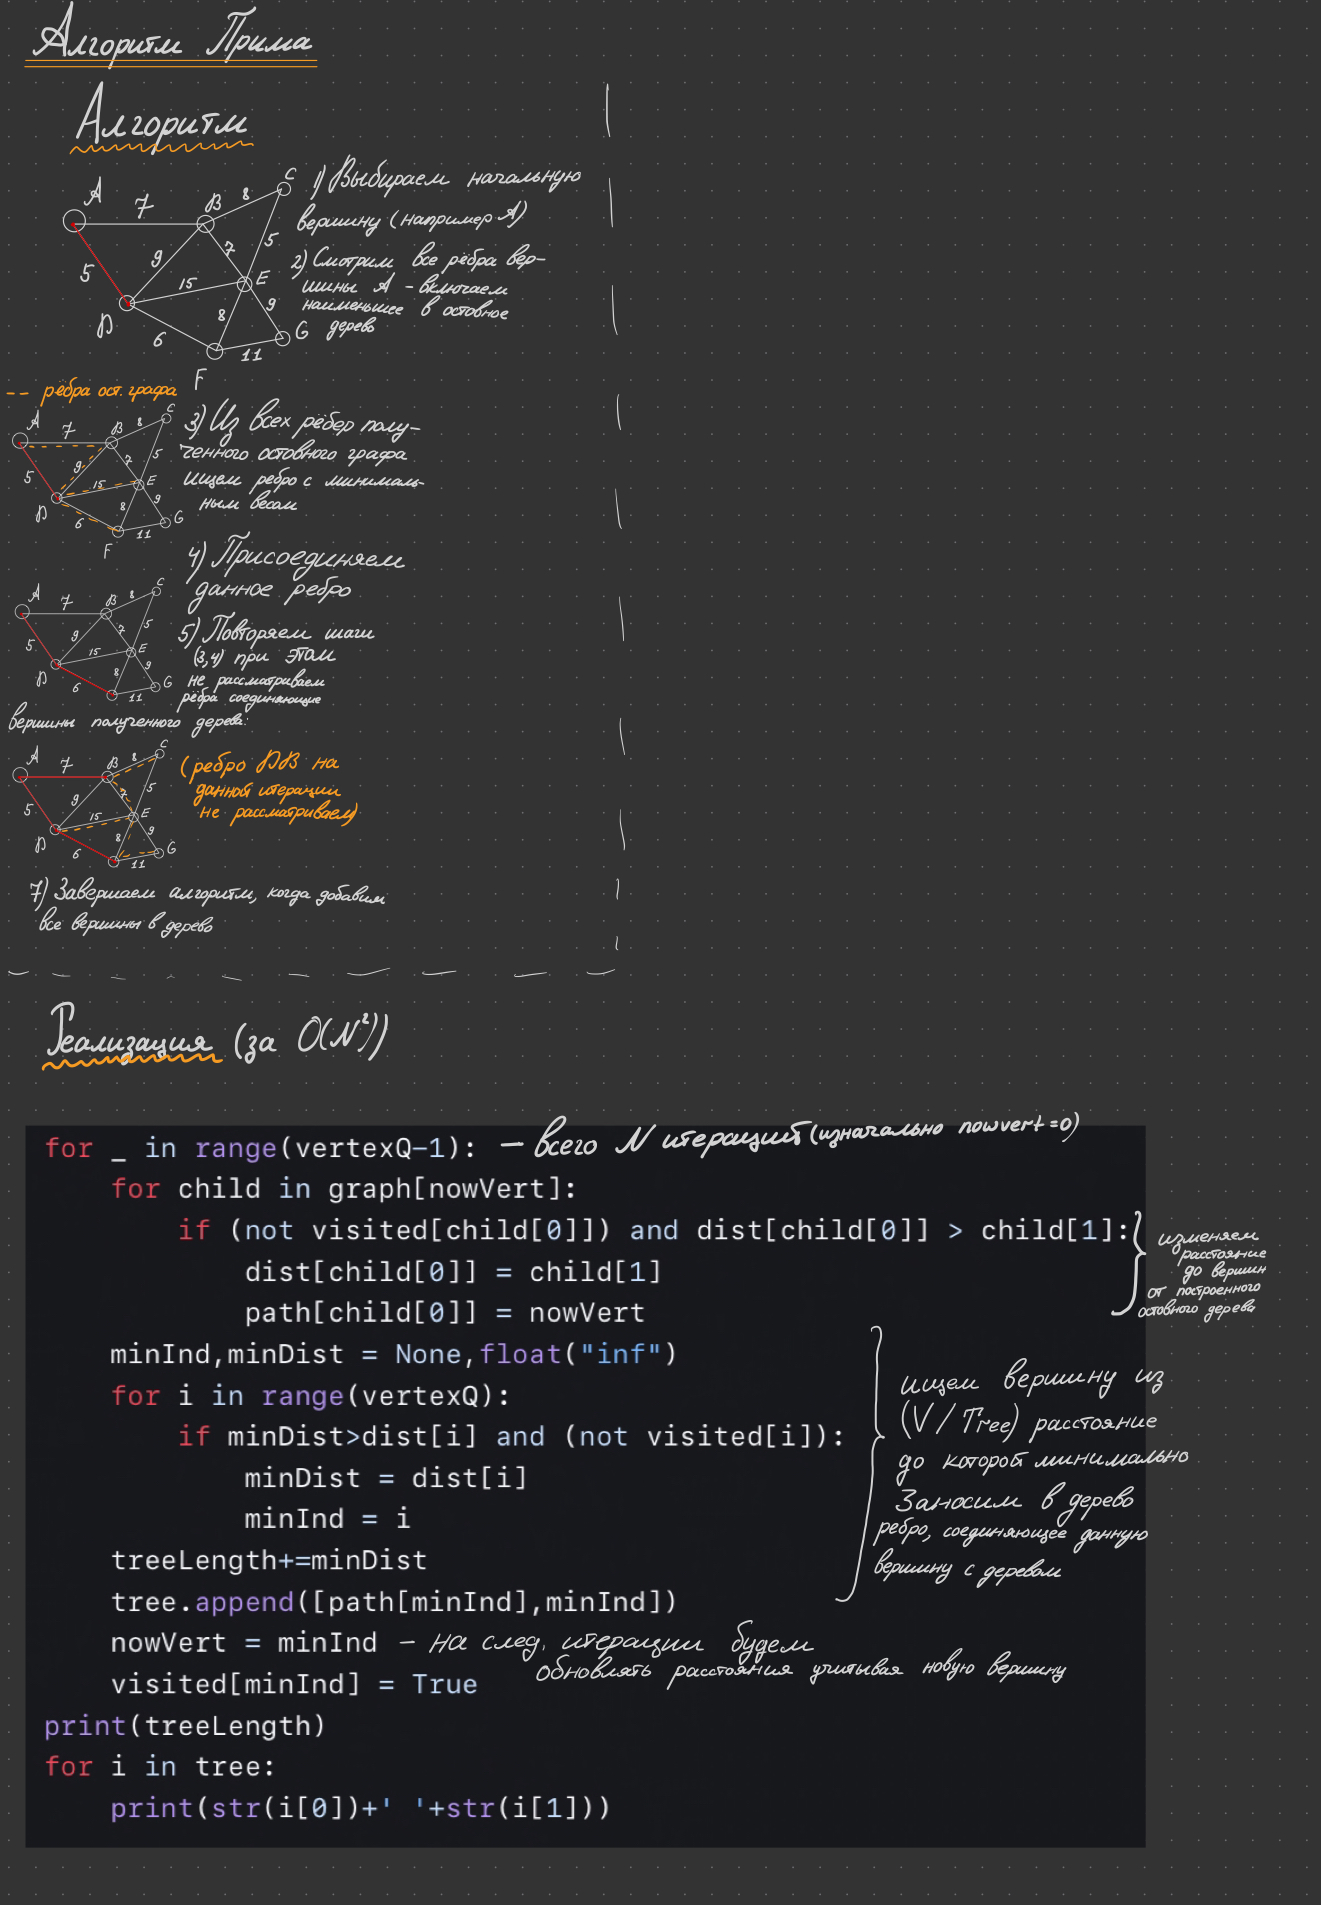 Алгоритм Прима
Алгоритм
A
7
B
8
C
5
9
7
5
15
E
D
6
8
9
G
11
F
1) Выбираем начальную
вершину (например A)
2) Смотрим все рёбра вер-
шины A - включаем
наименьшее в остовное
дерево
-- рёбра ост. графа
A
7
B
8
C
5
9
7
5
15
E
D
6
8
9
G
11
F
3) Из всех рёбер полу-
ченного остовного графа
ищем ребро с минималь-
ным весом
4) Присоединяем
данное ребро
A
7
B
8
C
5
9
7
5
15
E
D
6
8
9
G
11
5) Повторяем шаги
(3,4) при этом
не рассматриваем
рёбра соединяющие
вершины полученного дерева:
A
7
B
8
C
5
9
7
5
15
E
D
6
8
9
G
11
(ребро DB на
данной итерации
не рассматриваем)
7) Завершаем алгоритм, когда добавим
все вершины в дерево
Реализация (за O(N²))
for _ in range(vertexQ-1): — всего N итераций (изначально nowvert=0)
    for child in graph[nowVert]:
        if (not visited[child[0]]) and dist[child[0]] > child[1]:
            dist[child[0]] = child[1]
            path[child[0]] = nowVert
изменяем
расстояние
до вершин
от построенного
остовного дерева
    minInd,minDist = None,float("inf")
    for i in range(vertexQ):
        if minDist>dist[i] and (not visited[i]):
            minDist = dist[i]
            minInd = i
    treeLength+=minDist
    tree.append([path[minInd],minInd])
ищем вершину из
(V / Tree) расстояние
до которой минимально
Заносим в дерево
ребро, соединяющее данную
вершину с деревом
    nowVert = minInd — на след. итерации будем
обновлять расстояния учитывая новую вершину
    visited[minInd] = True
print(treeLength)
for i in tree:
    print(str(i[0])+' '+str(i[1]))